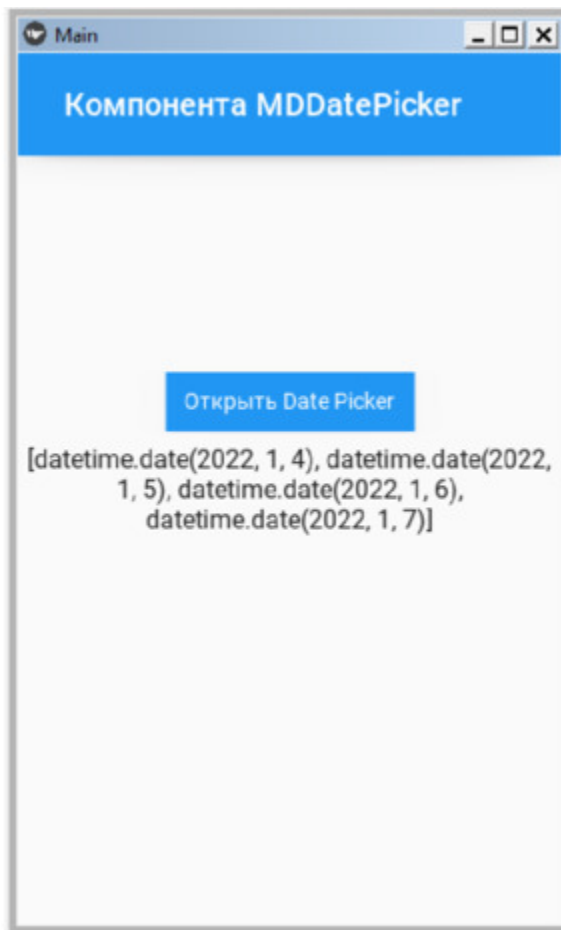 Main
Компонента MDDatePicker
Открыть Date Picker
[datetime.date(2022, 1, 4), datetime.date(2022,
1, 5), datetime.date(2022, 1, 6),
datetime.date(2022, 1, 7)]